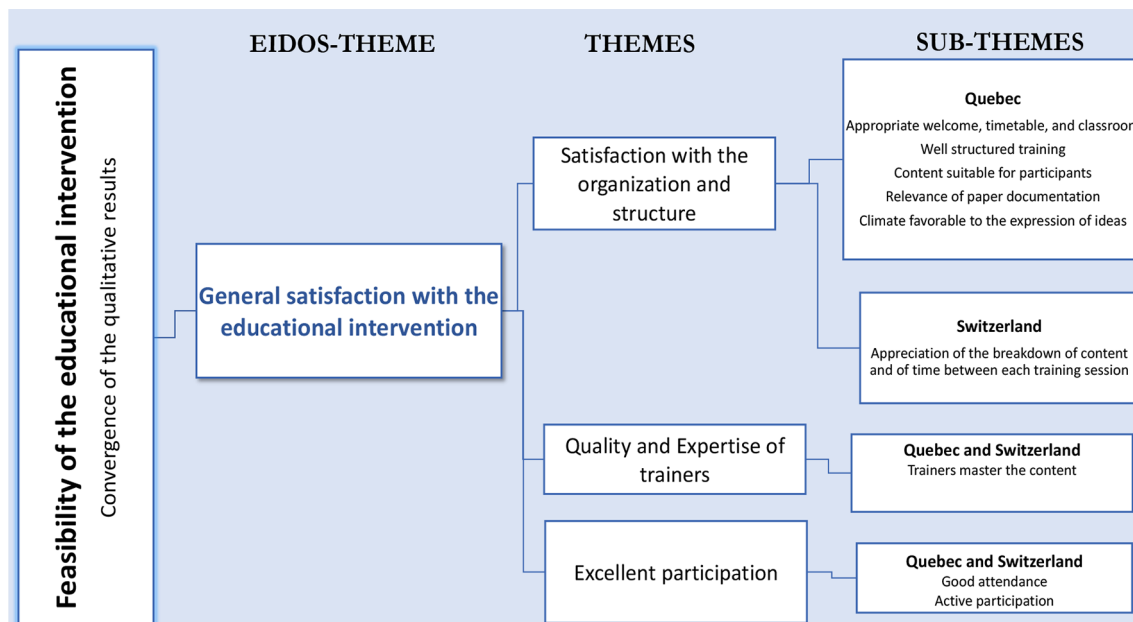 EIDOS-THEME
THEMES
SUB-THEMES
Feasibility of the educational intervention
Convergence of the qualitative results
General satisfaction with the
educational intervention
Satisfaction with the
organization and
structure
Quebec
Appropriate welcome, timetable, and classroom
Well structured training
Content suitable for participants
Relevance of paper documentation
Climate favorable to the expression of ideas
Switzerland
Appreciation of the breakdown of content
and of time between each training session
Quality and Expertise of
trainers
Quebec and Switzerland
Trainers master the content
Excellent participation
Quebec and Switzerland
Good attendance
Active participation